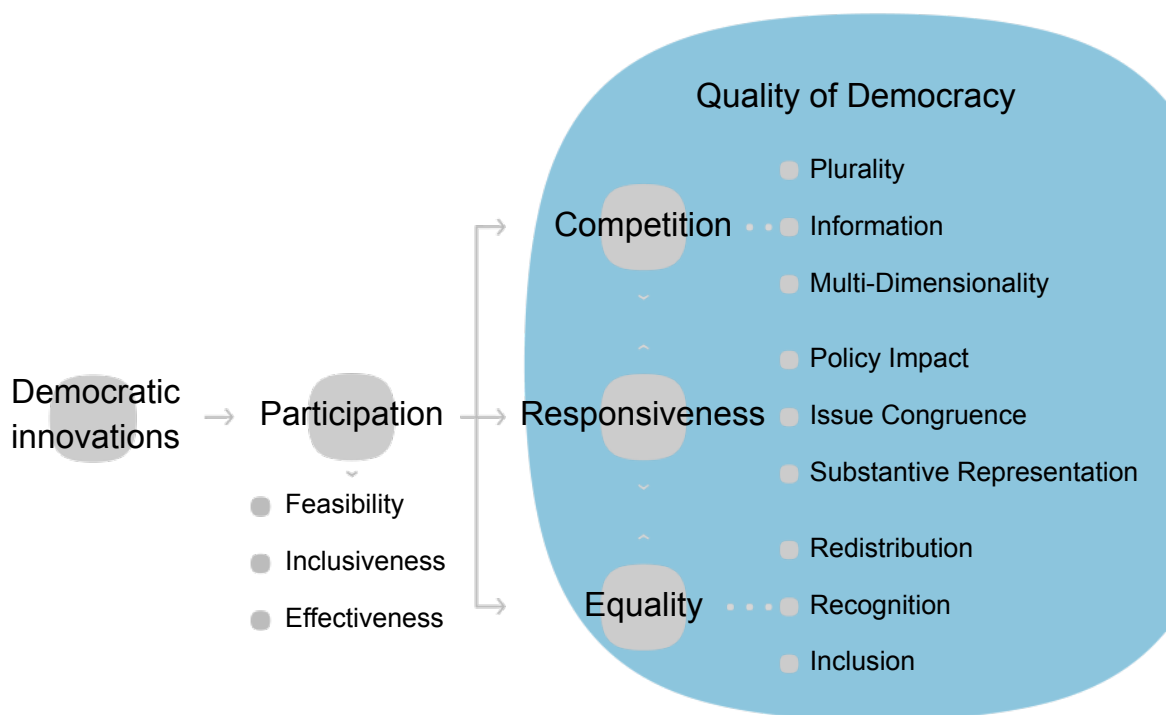 Quality of Democracy
Plurality
Competition
Information
Multi-Dimensionality
Policy Impact
Democratic
innovations
Participation
Responsiveness
Issue Congruence
Substantive Representation
Feasibility
Inclusiveness
Effectiveness
Redistribution
Equality
Recognition
Inclusion